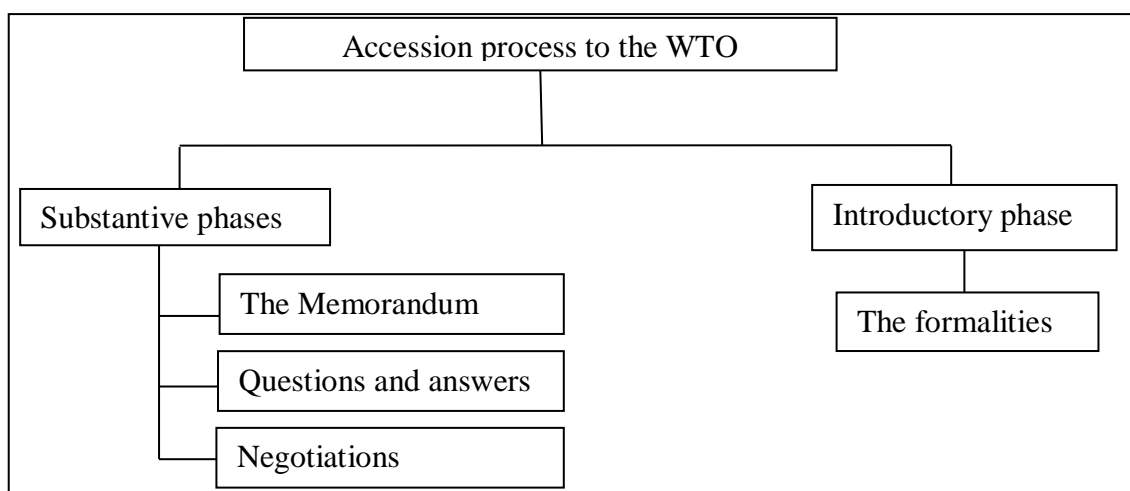 Accession process to the WTO
Substantive phases
Introductory phase
The Memorandum
The formalities
Questions and answers
Negotiations